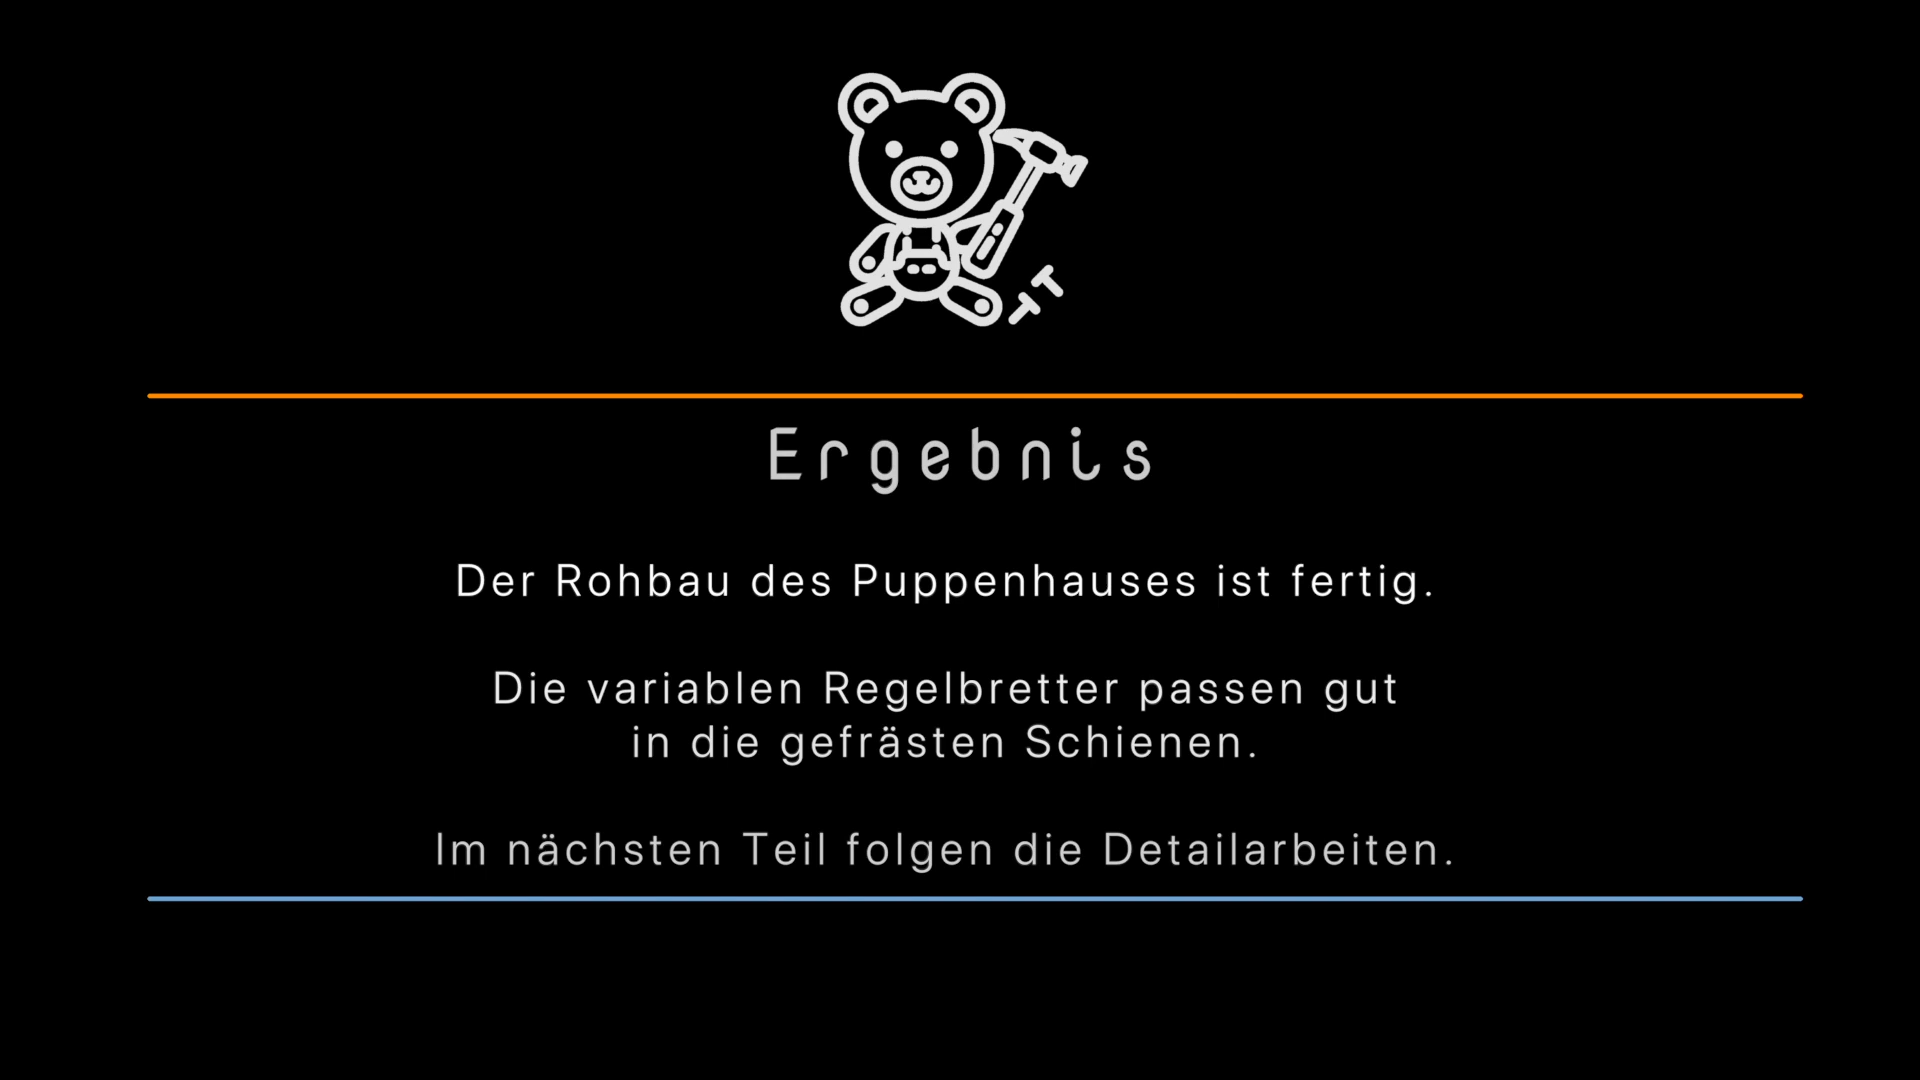 Ergebnis
Der Rohbau des Puppenhauses ist fertig.
Die variablen Regelbretter passen gut
in die gefrästen Schienen.
Im nächsten Teil folgen die Detailarbeiten.